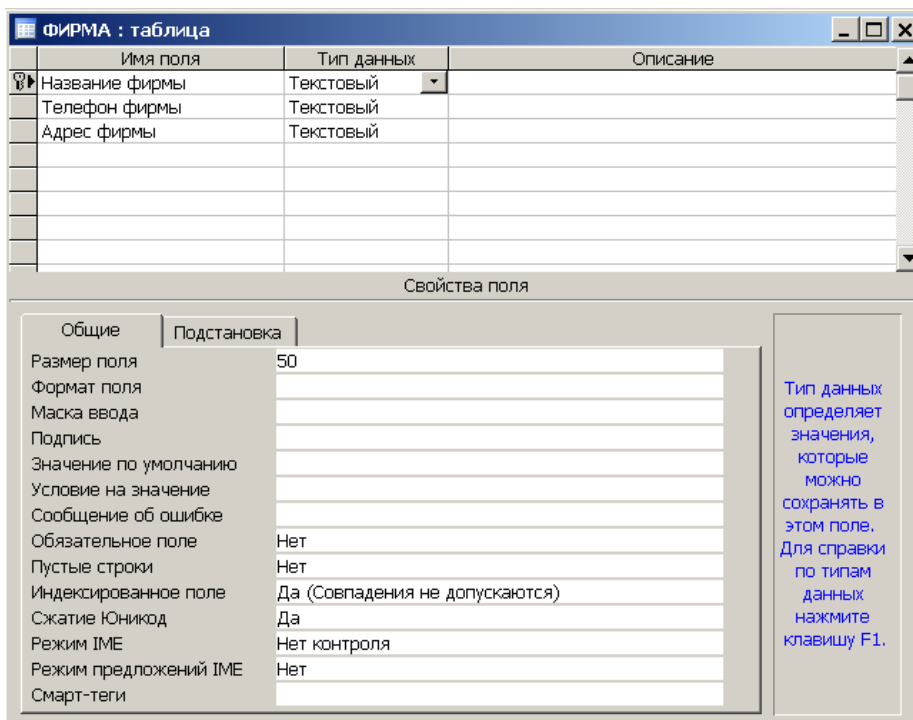 ФИРМА : таблица
Имя поля Тип данных Описание
Название фирмы Текстовый
Телефон фирмы Текстовый
Адрес фирмы Текстовый
Свойства поля
Общие Подстановка
Размер поля 50
Формат поля
Маска ввода
Подпись
Значение по умолчанию
Условие на значение
Сообщение об ошибке
Обязательное поле Нет
Пустые строки Нет
Индексированное поле Да (Совпадения не допускаются)
Сжатие Юникод Да
Режим IME Нет контроля
Режим предложений IME Нет
Смарт-теги
Тип данных
определяет
значения,
которые
можно
сохранять в
этом поле.
Для справки
по типам
данных
нажмите
клавишу F1.